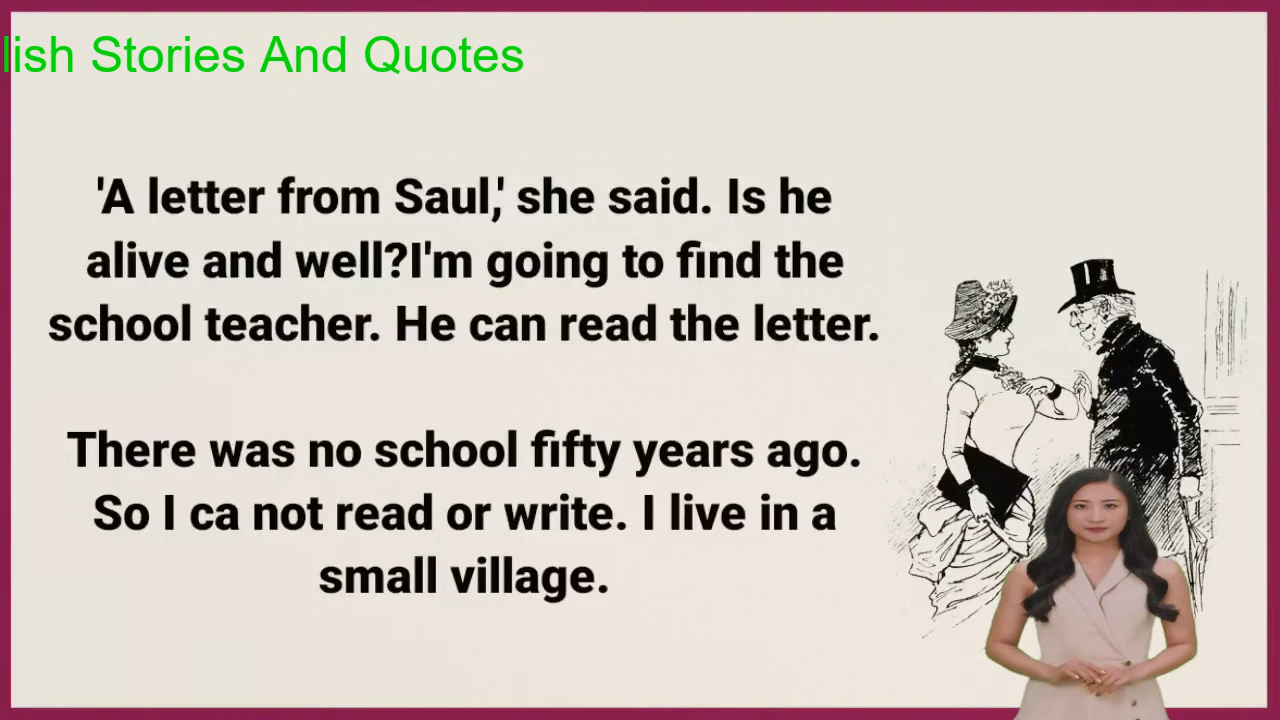 lish Stories And Quotes
'A letter from Saul,' she said. Is he
alive and well?I'm going to find the
school teacher. He can read the letter.
There was no school fifty years ago.
So I ca not read or write. I live in a
small village.